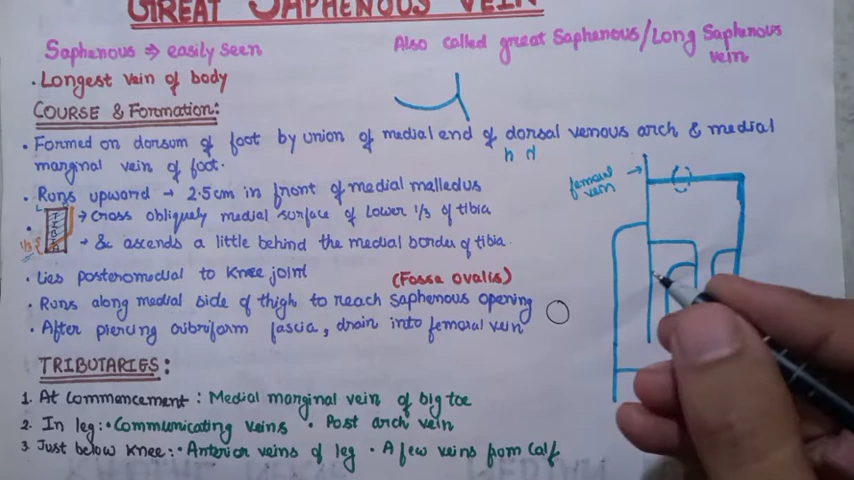 GREAT SAPHENOUS VEIN
Saphenous ⇒ easily seen
Also called great Saphenous/Long Saphenous vein
• Longest vein of body
COURSE & Formation:
• Formed on dorsum of foot by union of medial end of dorsal venous arch & medial
marginal vein of foot.
• Runs upward → 2.5cm in front of medial malleolus
→ Cross obliquely medial surface of lower 1/3 of tibia
→ & ascends a little behind the medial border of tibia.
TIBIA
1/3
femoral vein →
• Lies posteromedial to Knee joint
(Fossa ovalis)
• Runs along medial side of thigh to reach saphenous opening
• After piercing cribriform fascia, drain into femoral vein
TRIBUTARIES:
1. At Commencement: Medial marginal vein of big toe
2. In leg: • Communicating veins • Post arch vein
3. Just below Knee: • Anterior veins of leg • A few veins from calf